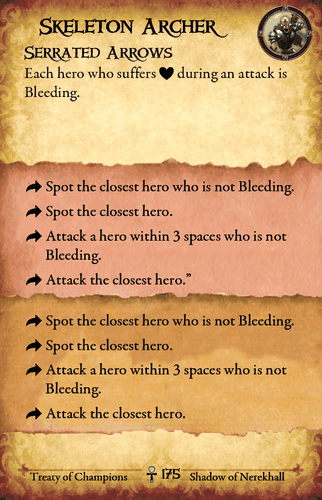 Skeleton Archer
Serrated Arrows
Each hero who suffers ♥ during an attack is
Bleeding.
Spot the closest hero who is not Bleeding.
Spot the closest hero.
Attack a hero within 3 spaces who is not
Bleeding.
Attack the closest hero.”
Spot the closest hero who is not Bleeding.
Spot the closest hero.
Attack a hero within 3 spaces who is not
Bleeding.
Attack the closest hero.
Treaty of Champions 175 Shadow of Nerekhall